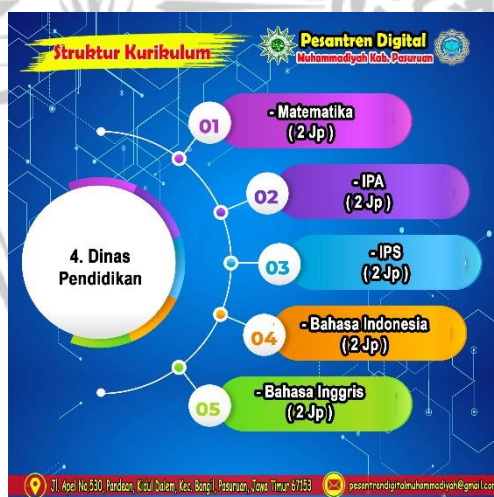 Struktur Kurikulum
Pesantren Digital
Muhammadiyah Kab. Pasuruan
4. Dinas
Pendidikan
01
- Matematika
( 2 Jp )
02
- IPA
( 2 Jp )
03
- IPS
( 2 Jp )
04
- Bahasa Indonesia
( 2 Jp )
05
- Bahasa Inggris
( 2 Jp )
Jl. Apel No.530, Pandean, Kidul Dalem, Kec. Bangil, Pasuruan, Jawa Timur 67153
pesantrendigitalmuhammadiyah@gmail.com